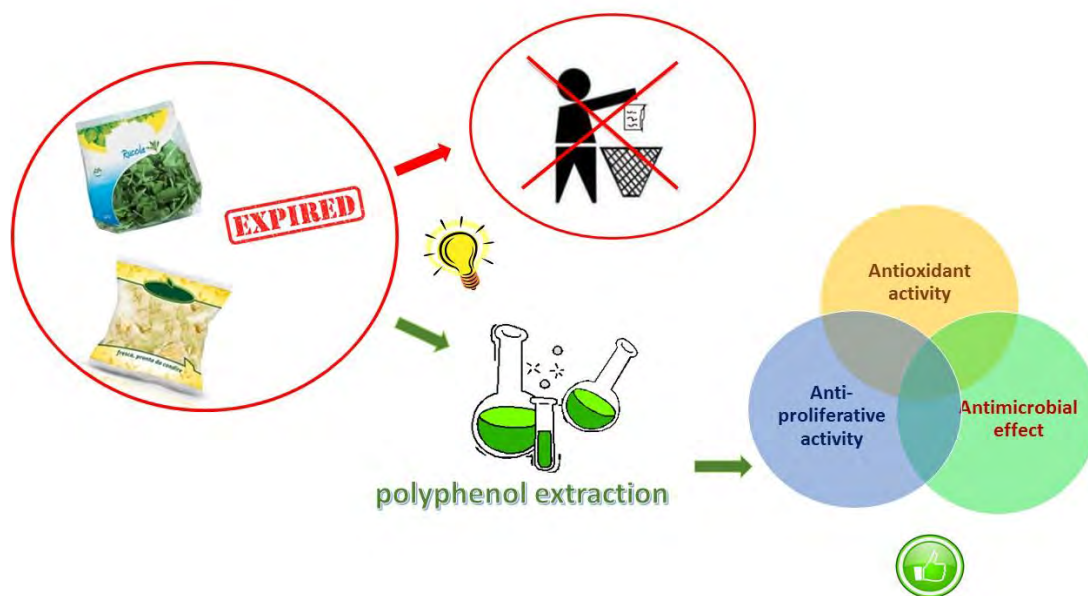 Rucola
EXPIRED
fresca, pronta da condire
Antioxidant
activity
Anti-
proliferative
activity
Antimicrobial
effect
polyphenol extraction